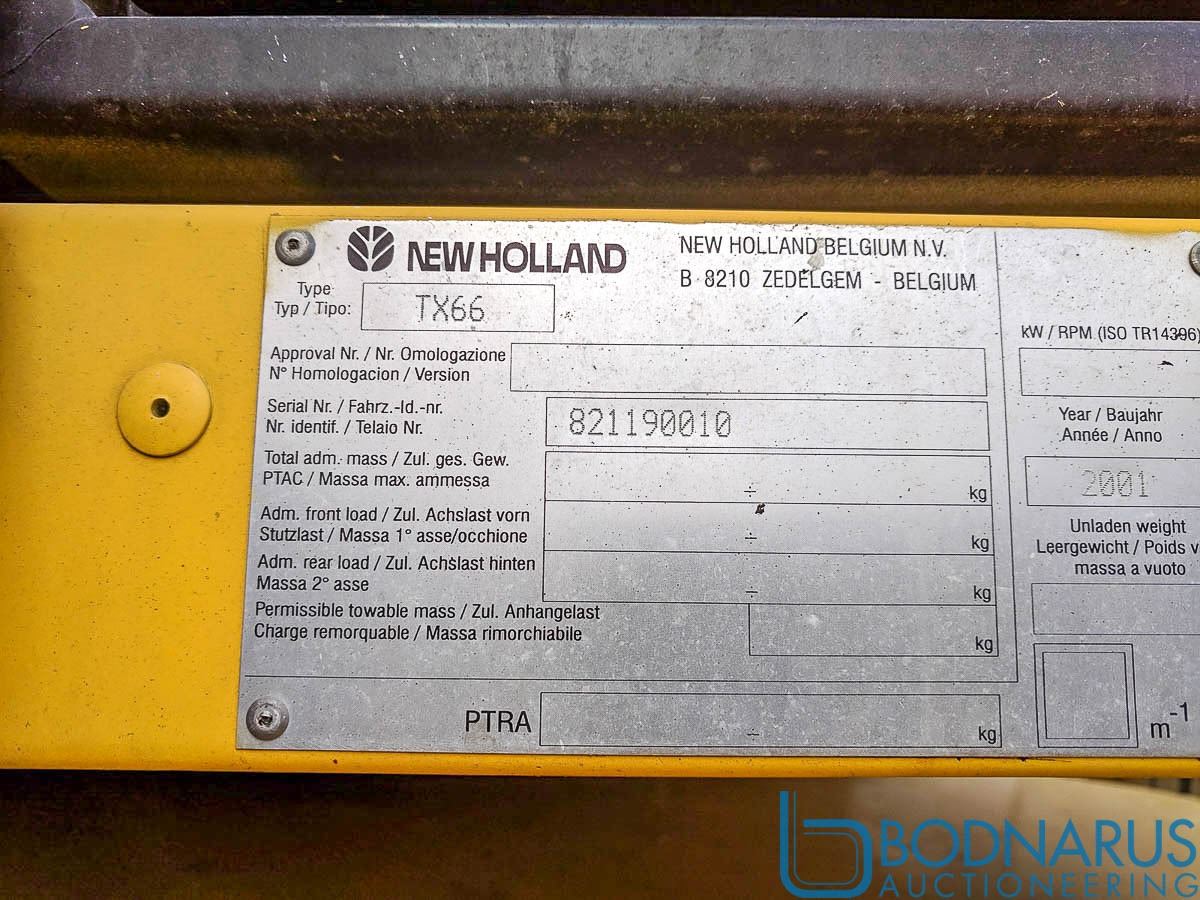 NEW HOLLAND
NEW HOLLAND BELGIUM N.V.
B 8210 ZEDELGEM - BELGIUM
Type
Typ / Tipo:
TX66
Approval Nr. / Nr. Omologazione
N° Homologacion / Version
Serial Nr. / Fahrz.-Id.-nr.
Nr. identif. / Telaio Nr.
821190010
Total adm. mass / Zul. ges. Gew.
PTAC / Massa max. ammessa
÷ kg
Adm. front load / Zul. Achslast vorn
Stutzlast / Massa 1° asse/occhione
÷ kg
Adm. rear load / Zul. Achslast hinten
Massa 2° asse
÷ kg
Permissible towable mass / Zul. Anhangelast
Charge remorquable / Massa rimorchiabile
kg
PTRA
÷ kg
kW / RPM (ISO TR14396)
Year / Baujahr
Année / Anno
2001
Unladen weight
Leergewicht / Poids
massa a vuoto
m-1
BODNARUS
AUCTIONEERING